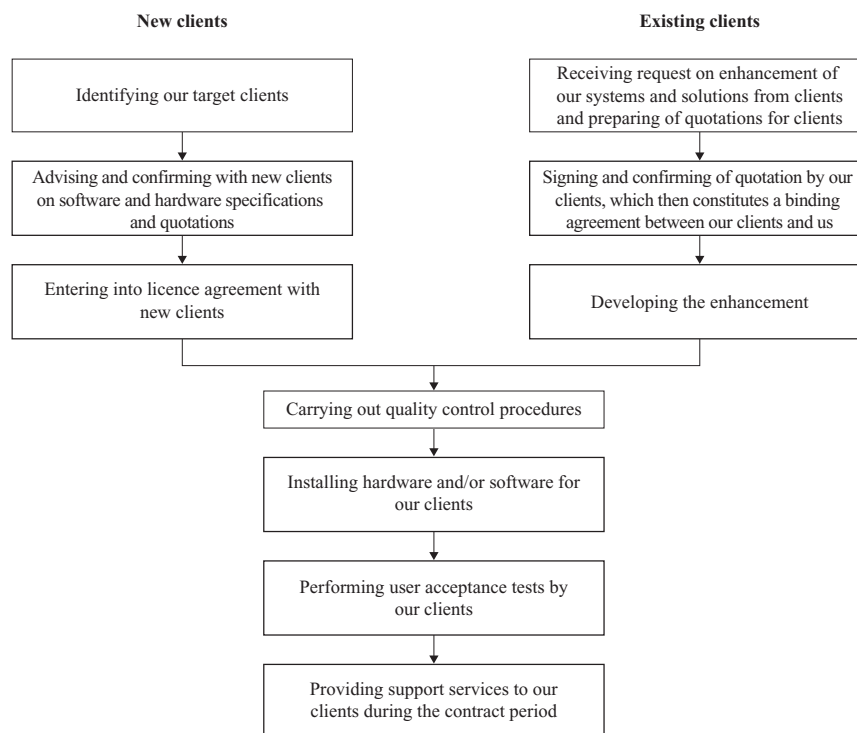 New clients
Existing clients
Identifying our target clients
Receiving request on enhancement of
our systems and solutions from clients
and preparing of quotations for clients
Advising and confirming with new clients
on software and hardware specifications
and quotations
Signing and confirming of quotation by our
clients, which then constitutes a binding
agreement between our clients and us
Entering into licence agreement with
new clients
Developing the enhancement
Carrying out quality control procedures
Installing hardware and/or software for
our clients
Performing user acceptance tests by
our clients
Providing support services to our
clients during the contract period